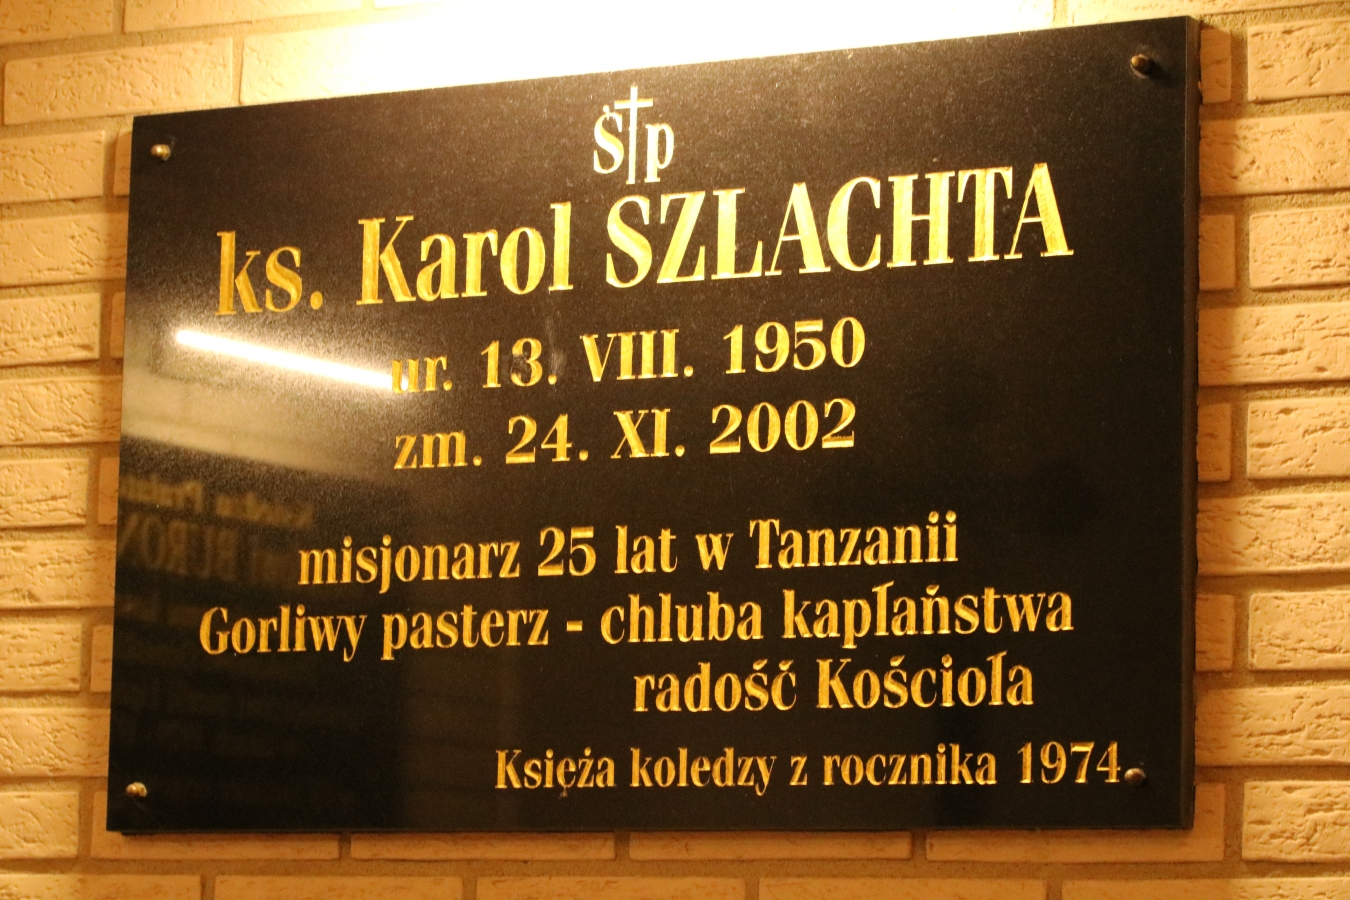 Ś†p
ks. Karol SZLACHTA
ur. 13. VIII. 1950
zm. 24. XI. 2002
misjonarz 25 lat w Tanzanii
Gorliwy pasterz - chluba kapłaństwa
radość Kościoła
Księża koledzy z rocznika 1974